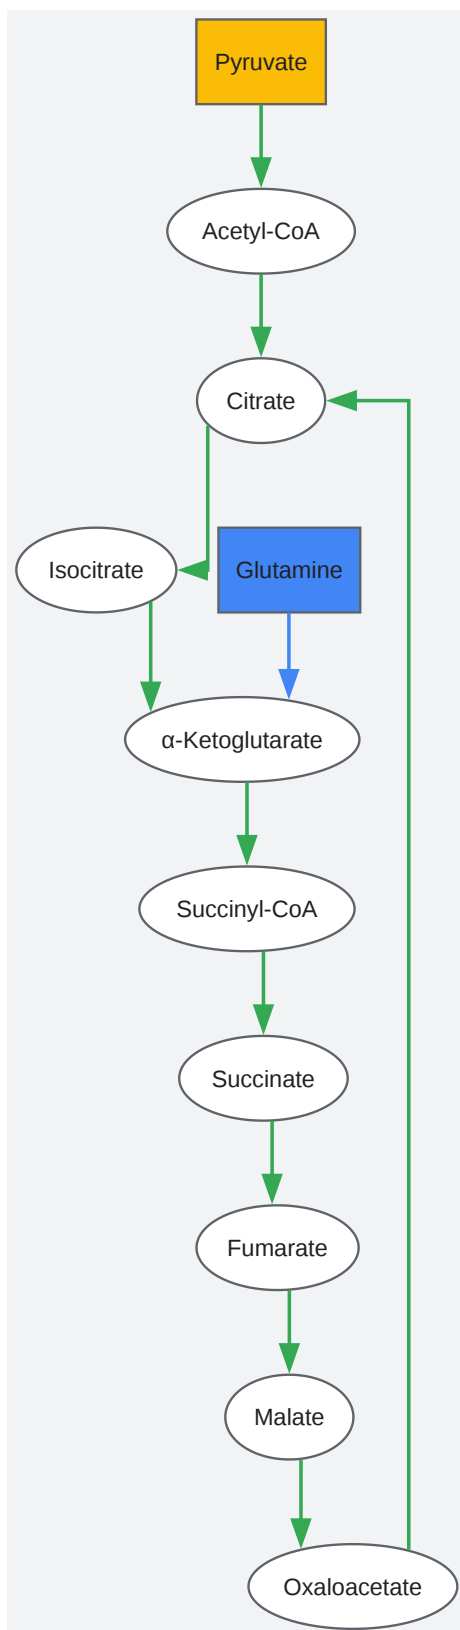 Pyruvate
Acetyl-CoA
Citrate
Isocitrate
Glutamine
α-Ketoglutarate
Succinyl-CoA
Succinate
Fumarate
Malate
Oxaloacetate